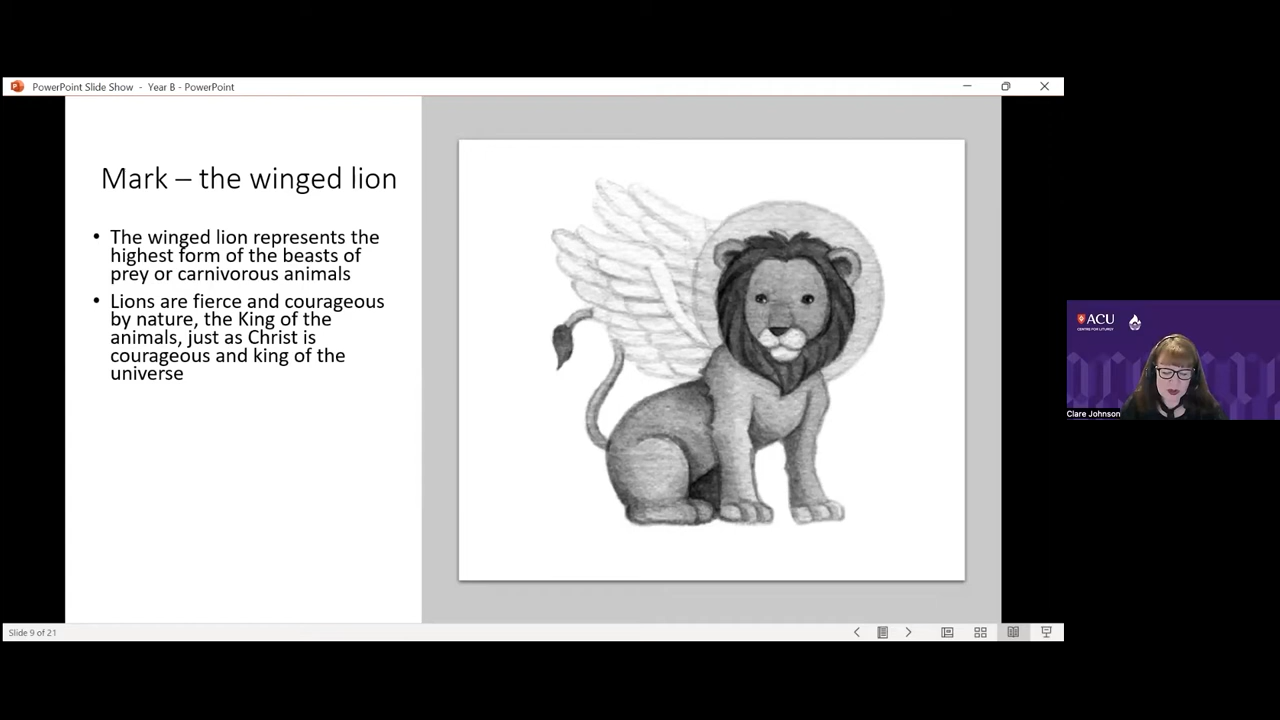 PowerPoint Slide Show - Year B - PowerPoint
Mark – the winged lion
• The winged lion represents the
highest form of the beasts of
prey or carnivorous animals
• Lions are fierce and courageous
by nature, the King of the
animals, just as Christ is
courageous and king of the
universe
ACU
CENTRE FOR LITURGY
Clare Johnson
Slide 9 of 21